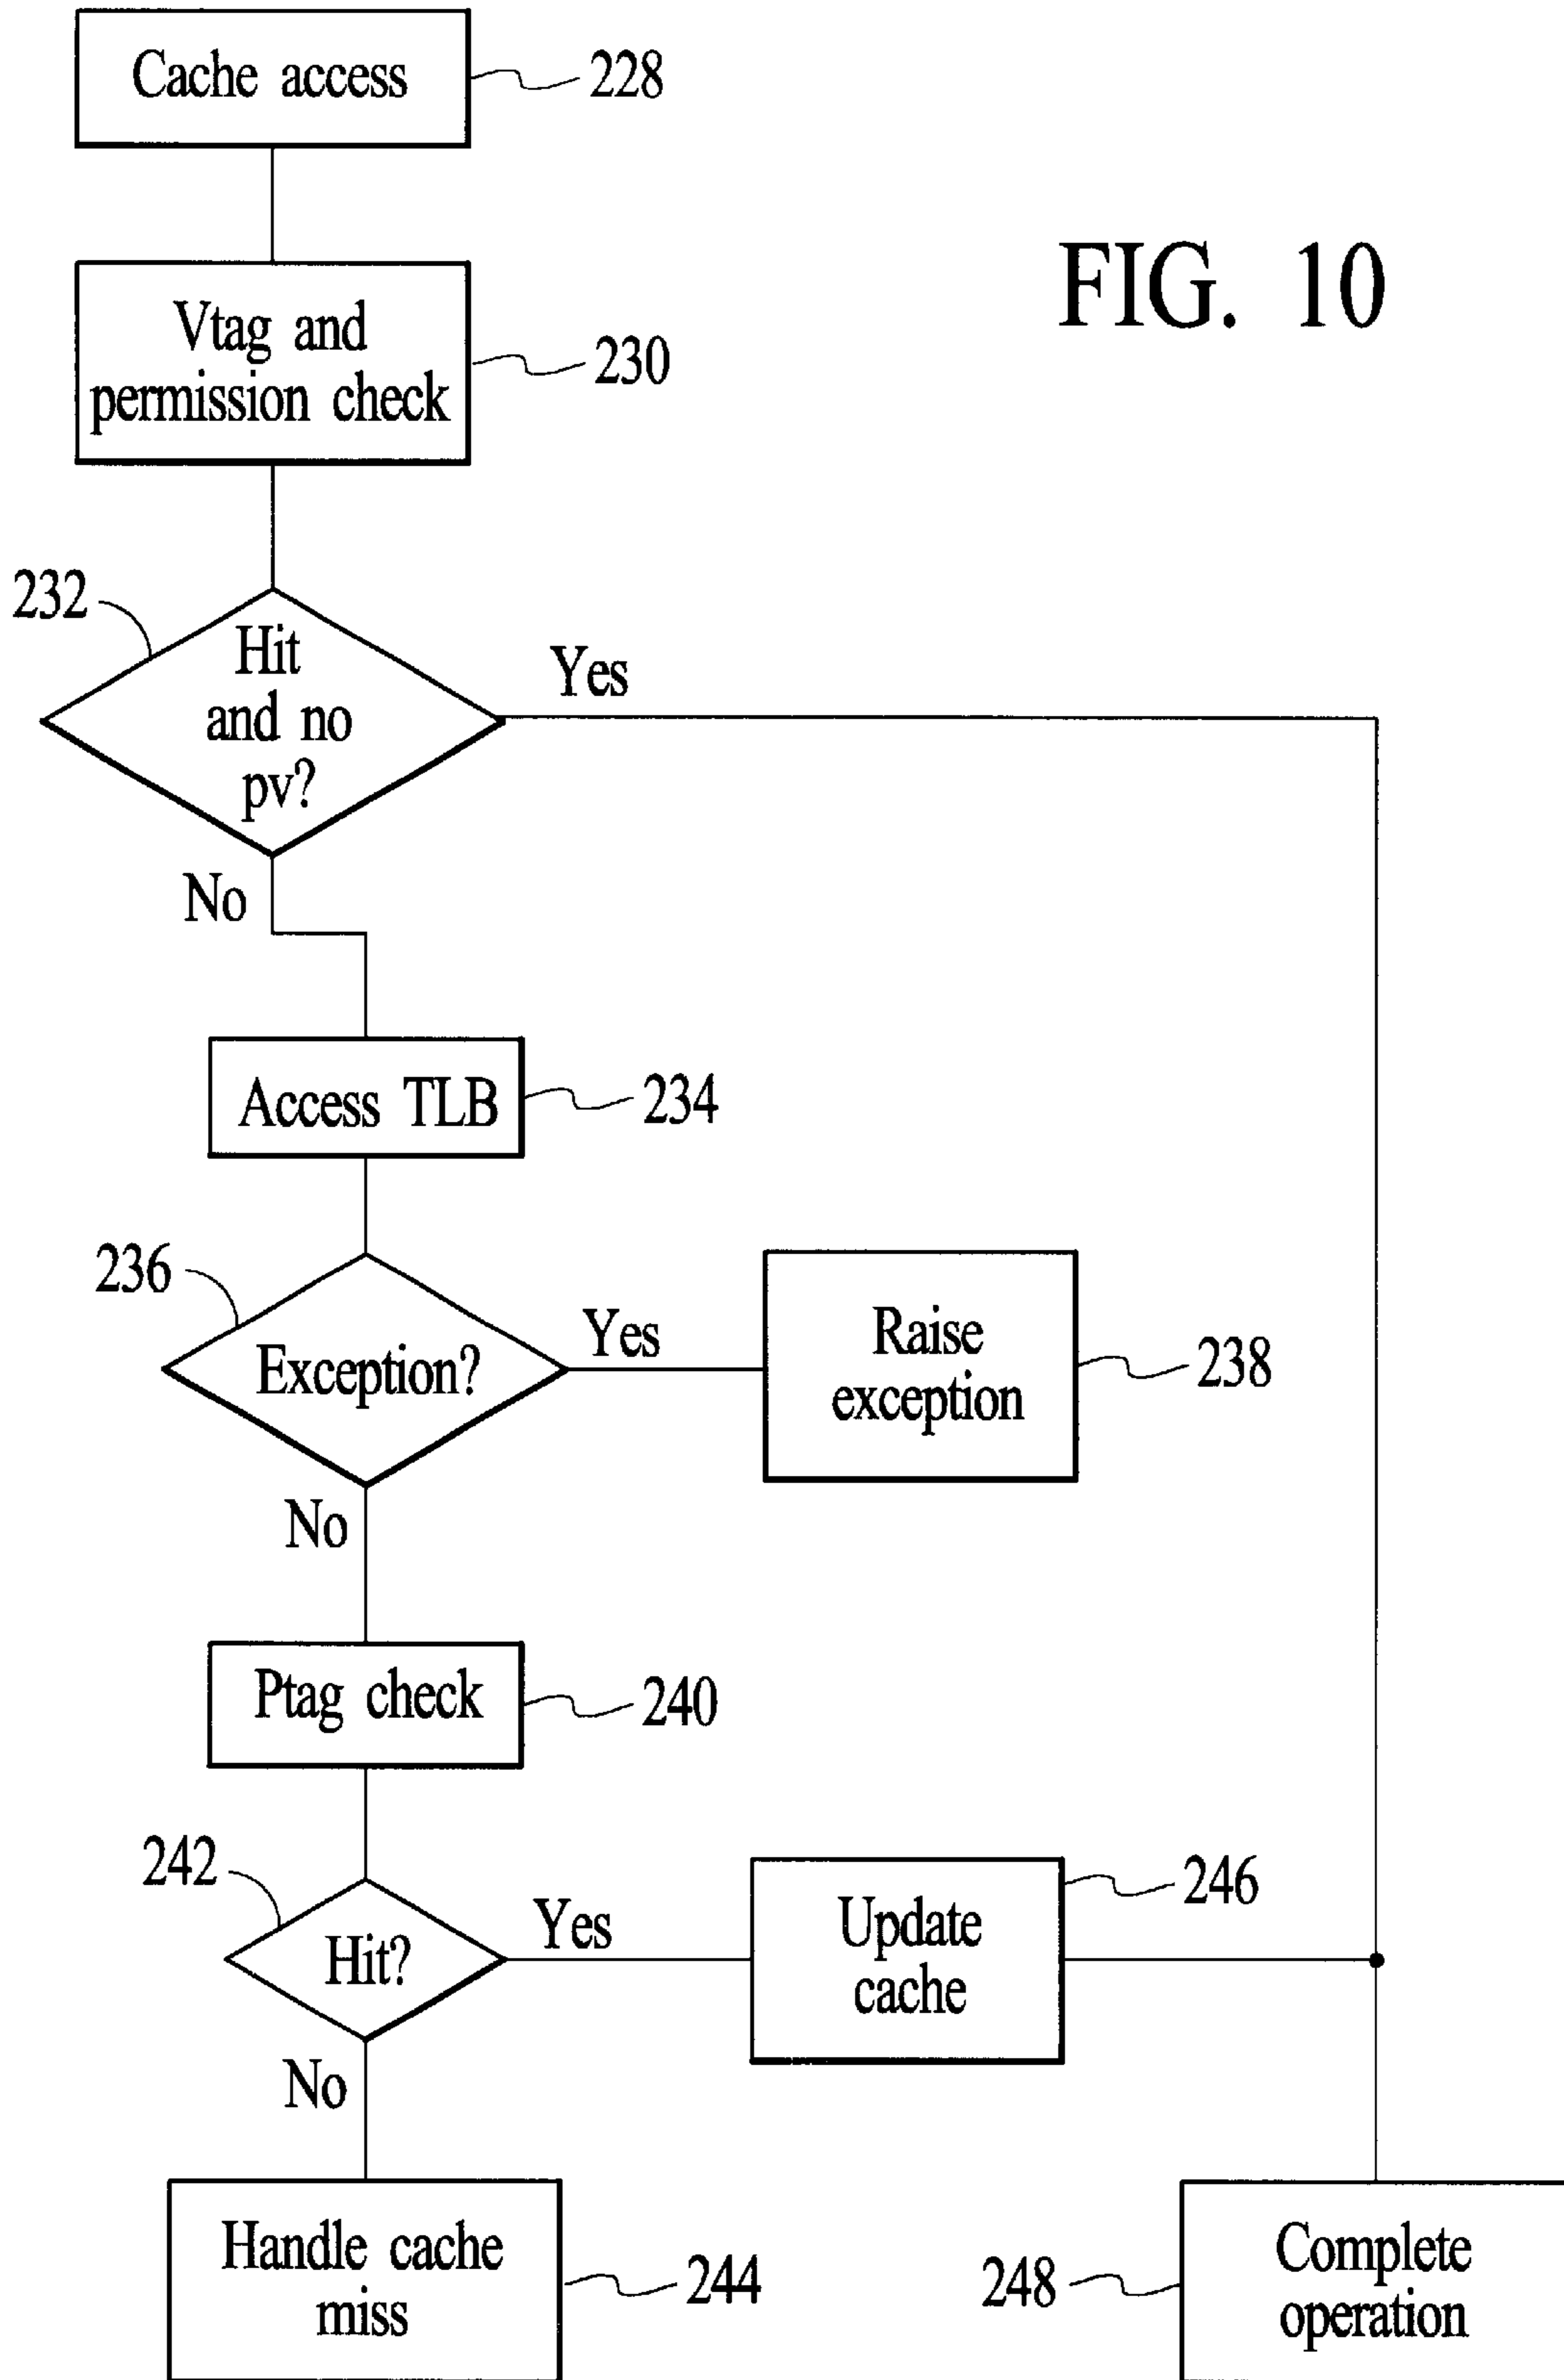 Cache access
228
FIG. 10
Vtag and
permission check
230
232
Hit
and no
pv?
Yes
No
Access TLB
234
236
Exception?
Yes
Raise
exception
238
No
Ptag check
240
242
Hit?
Yes
Update
cache
246
No
Handle cache
miss
244
248
Complete
operation